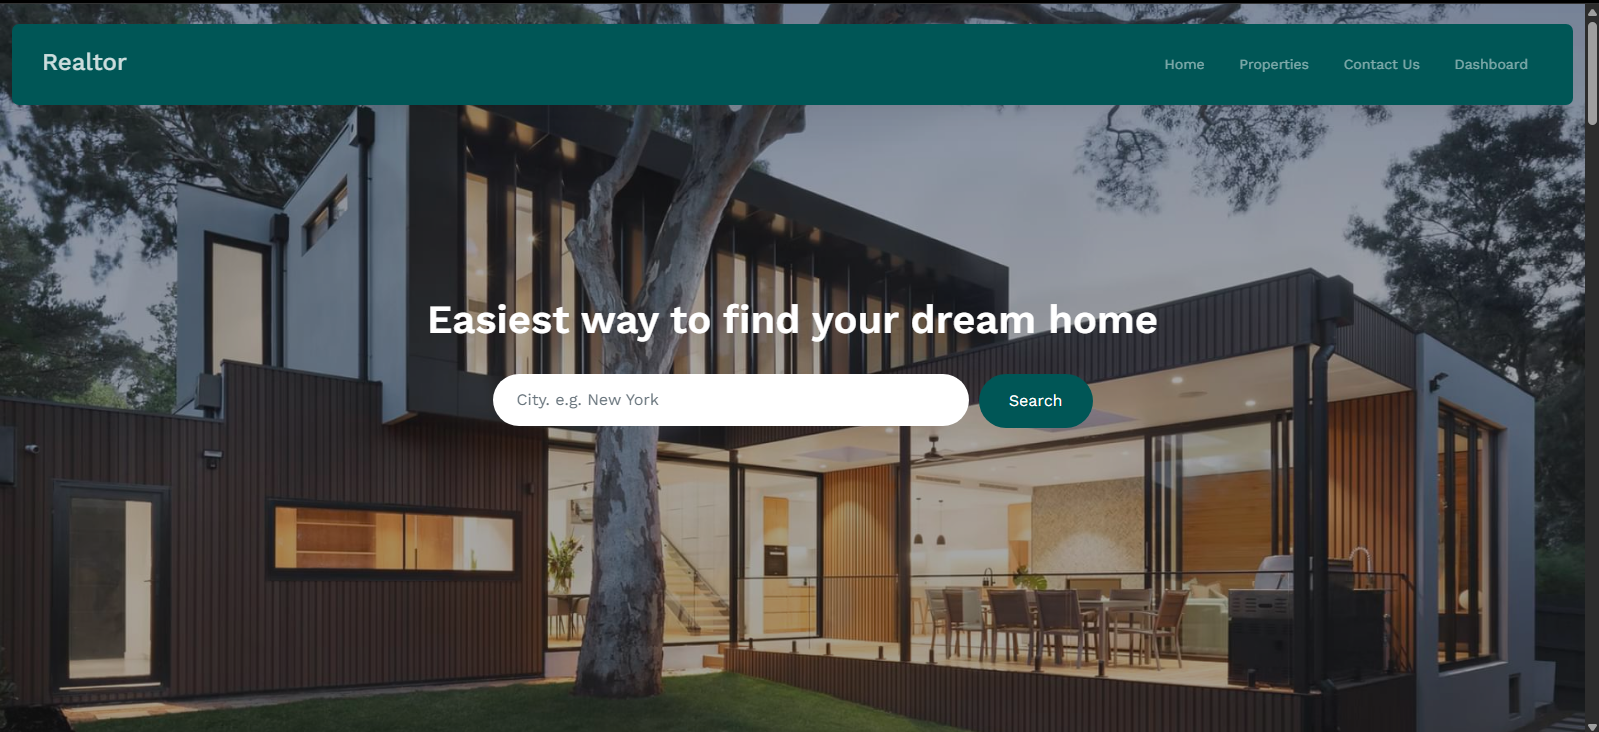 Realtor
Home Properties Contact Us Dashboard
Easiest way to find your dream home
City. e.g. New York
Search